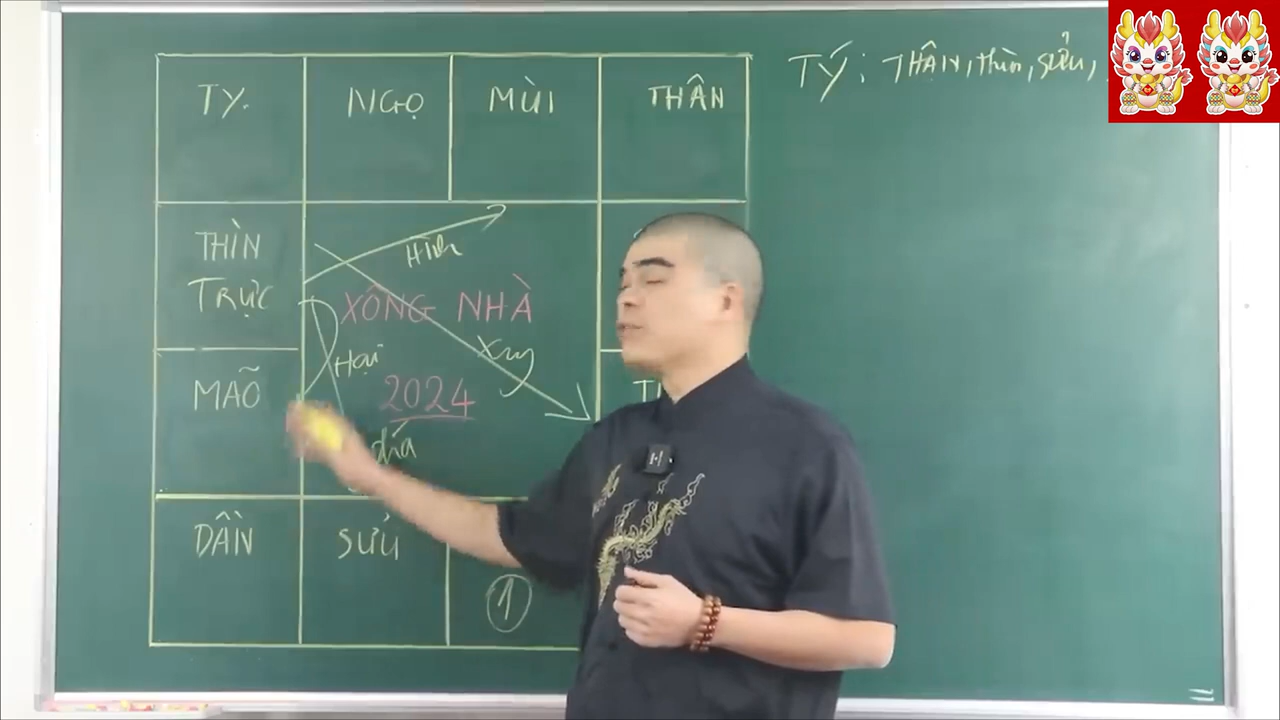 TỴ.
NGỌ
MÙI
THÂN
TÝ: THÂN, thìn, sửu,
THÌN
TRỰC
Hình
XÔNG NHÀ
Hại
Xung
MÃO
2024
phá
DẦN
SỬU
1